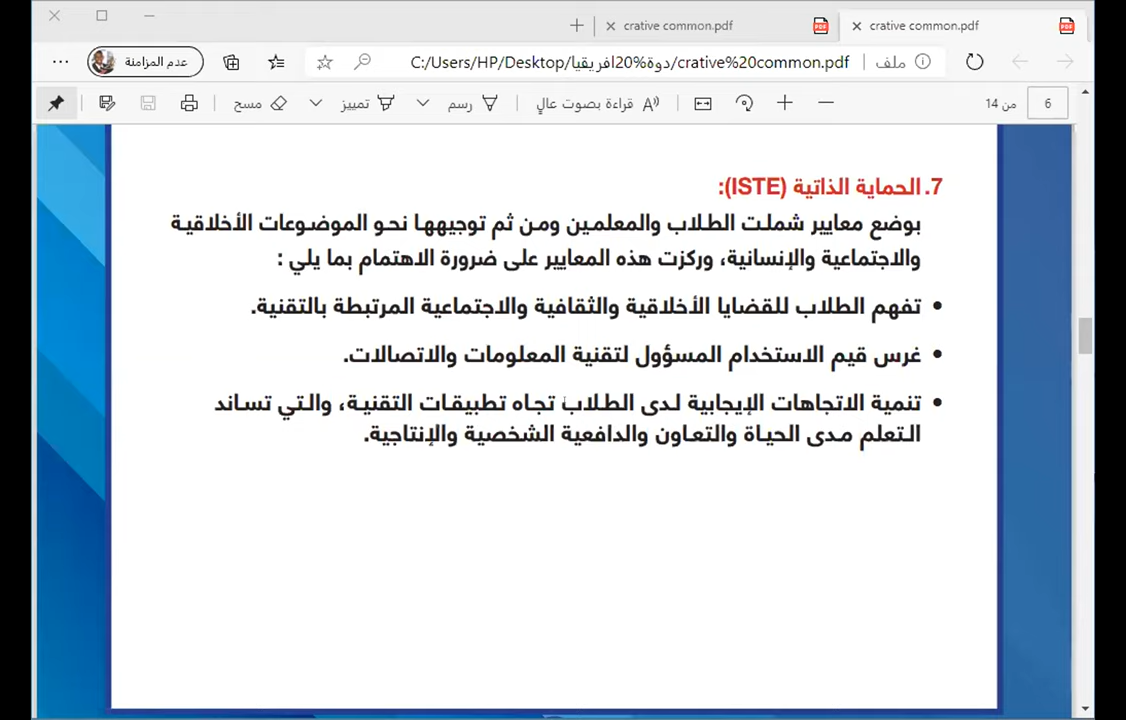 crative common.pdf
crative common.pdf
ملف
C:/Users/HP/Desktop/دوة%20افريقيا/crative%20common.pdf
عدم المزامنة
6 من 14
قراءة بصوت عالٍ
رسم
تمييز
مسح
7. الحماية الذاتية (ISTE):
بوضع معايير شملت الطلاب والمعلمين ومن ثم توجيهها نحو الموضوعات الأخلاقية
والاجتماعية والإنسانية، وركزت هذه المعايير على ضرورة الاهتمام بما يلي :
• تفهم الطلاب للقضايا الأخلاقية والثقافية والاجتماعية المرتبطة بالتقنية.
• غرس قيم الاستخدام المسؤول لتقنية المعلومات والاتصالات.
• تنمية الاتجاهات الإيجابية لدى الطلاب تجاه تطبيقات التقنية، والتي تساند
التعلم مدى الحياة والتعاون والدافعية الشخصية والإنتاجية.